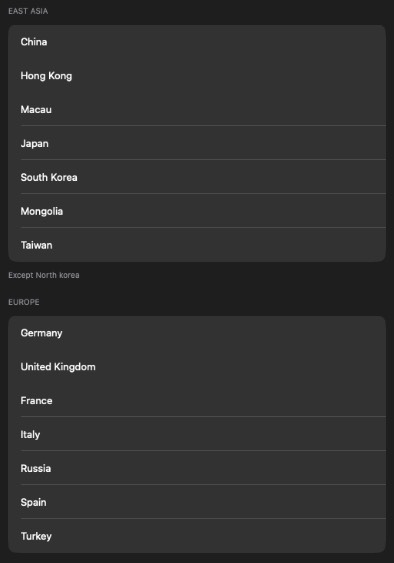 EAST ASIA
China
Hong Kong
Macau
Japan
South Korea
Mongolia
Taiwan
Except North korea
EUROPE
Germany
United Kingdom
France
Italy
Russia
Spain
Turkey